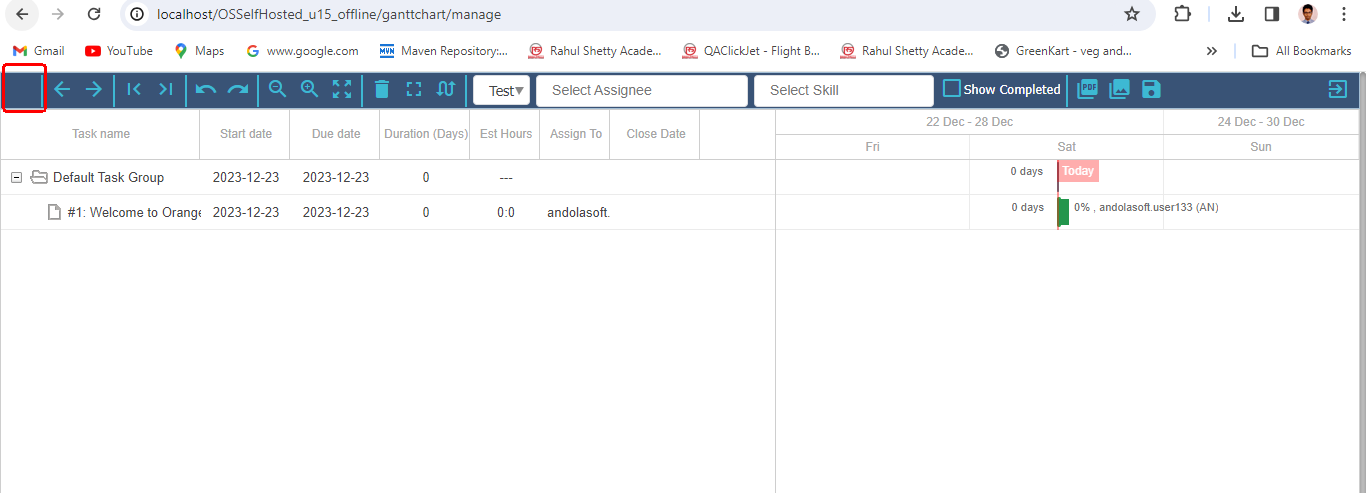 localhost/OSSelfHosted_u15_offline/ganttchart/manage
Gmail YouTube Maps www.google.com Maven Repository:... Rahul Shetty Acade... QAClickJet - Flight B... Rahul Shetty Acade... GreenKart - veg and... » All Bookmarks
Test Select Assignee Select Skill Show Completed PDF
Task name Start date Due date Duration (Days) Est Hours Assign To Close Date 22 Dec - 28 Dec 24 Dec - 30 Dec
Fri Sat Sun
Default Task Group 2023-12-23 2023-12-23 0 --- 0 days Today
#1: Welcome to Orange 2023-12-23 2023-12-23 0 0:0 andolasoft. 0 days 0% , andolasoft.user133 (AN)